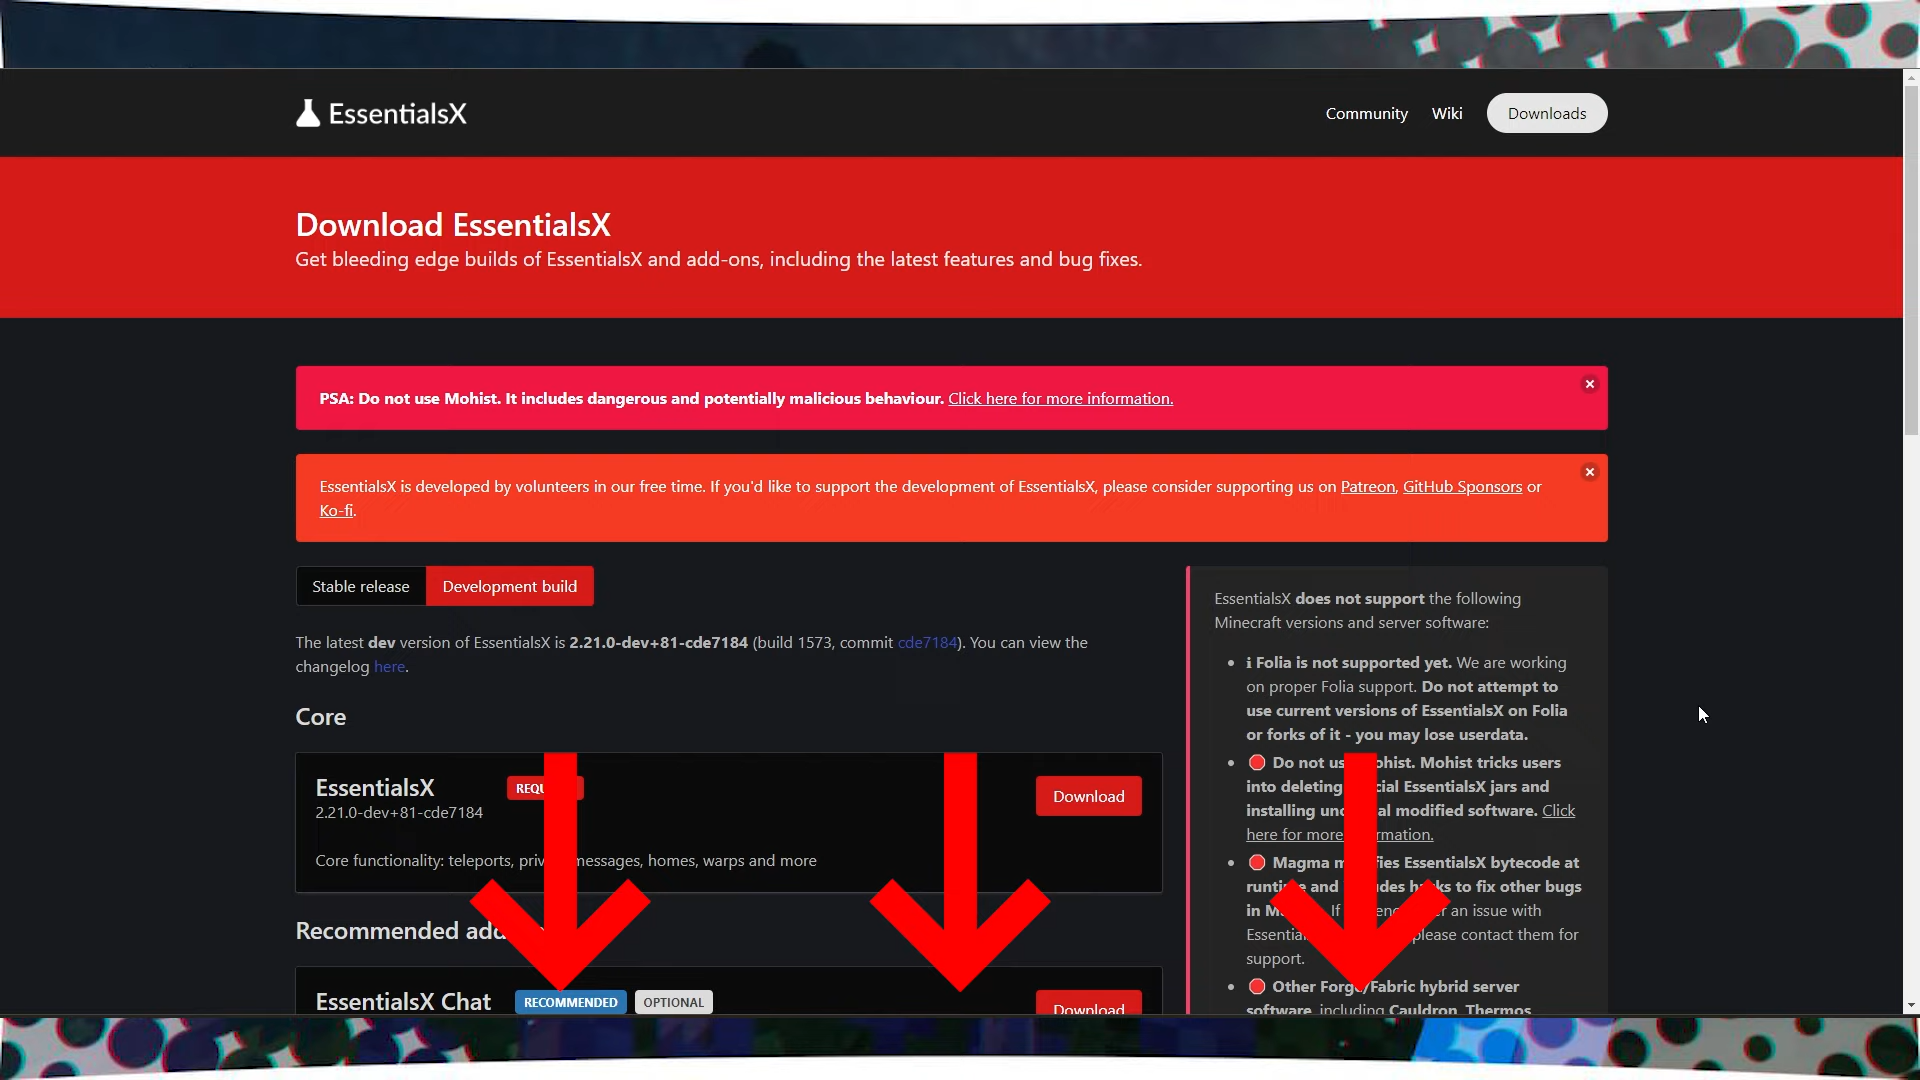 EssentialsX
Community
Wiki
Downloads
Download EssentialsX
Get bleeding edge builds of EssentialsX and add-ons, including the latest features and bug fixes.
PSA: Do not use Mohist. It includes dangerous and potentially malicious behaviour. Click here for more information.
EssentialsX is developed by volunteers in our free time. If you'd like to support the development of EssentialsX, please consider supporting us on Patreon, GitHub Sponsors or
Ko-fi.
Stable release
Development build
The latest dev version of EssentialsX is 2.21.0-dev+81-cde7184 (build 1573, commit cde7184). You can view the
changelog here.
Core
EssentialsX
2.21.0-dev+81-cde7184
Download
Core functionality: teleports, messages, homes, warps and more
Recommended
EssentialsX Chat
RECOMMENDED
OPTIONAL
Download
EssentialsX does not support the following
Minecraft versions and server software:
• i Folia is not supported yet. We are working
on proper Folia support. Do not attempt to
use current versions of EssentialsX on Folia
or forks of it - you may lose userdata.
• Do not Mohist. Mohist tricks users
into deleting EssentialsX jars and
installing modified software. Click
here for more
• Magma EssentialsX bytecode at
and to fix other bugs
in If an issue with
please contact them for
support.
• Other Forge/Fabric hybrid server
software, including Cauldron, Thermos